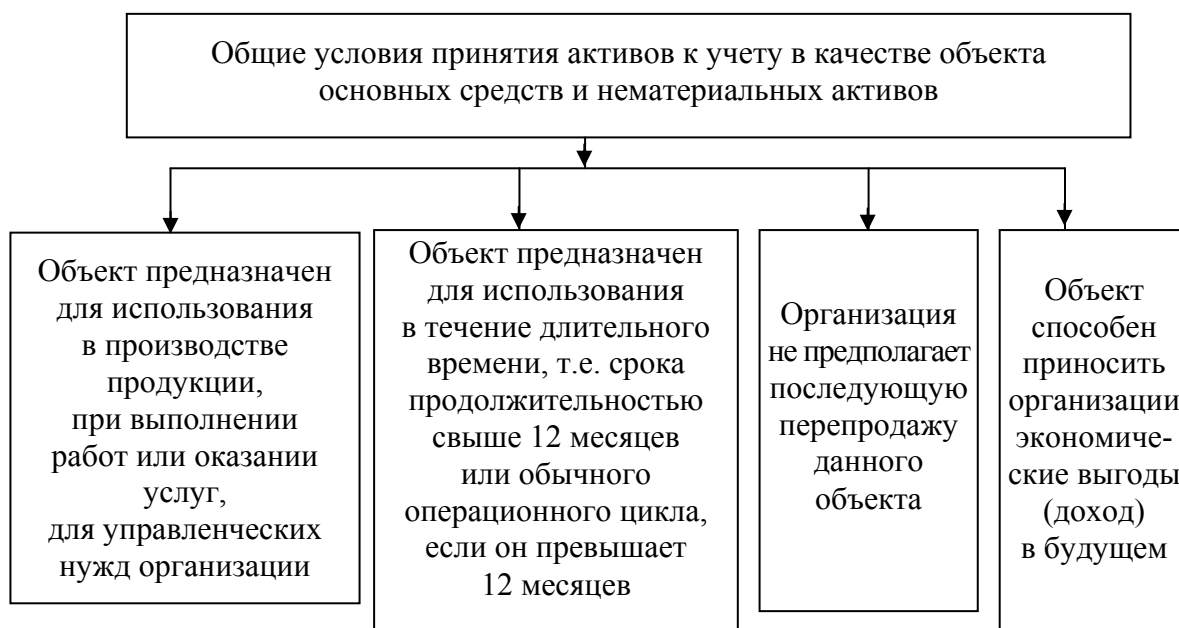 Общие условия принятия активов к учету в качестве объекта
основных средств и нематериальных активов
Объект предназначен
для использования
в производстве
продукции,
при выполнении
работ или оказании
услуг,
для управленческих
нужд организации
Объект предназначен
для использования
в течение длительного
времени, т.е. срока
продолжительностью
свыше 12 месяцев
или обычного
операционного цикла,
если он превышает
12 месяцев
Организация
не предполагает
последующую
перепродажу
данного
объекта
Объект
способен
приносить
организации
экономиче-
ские выгоды
(доход)
в будущем